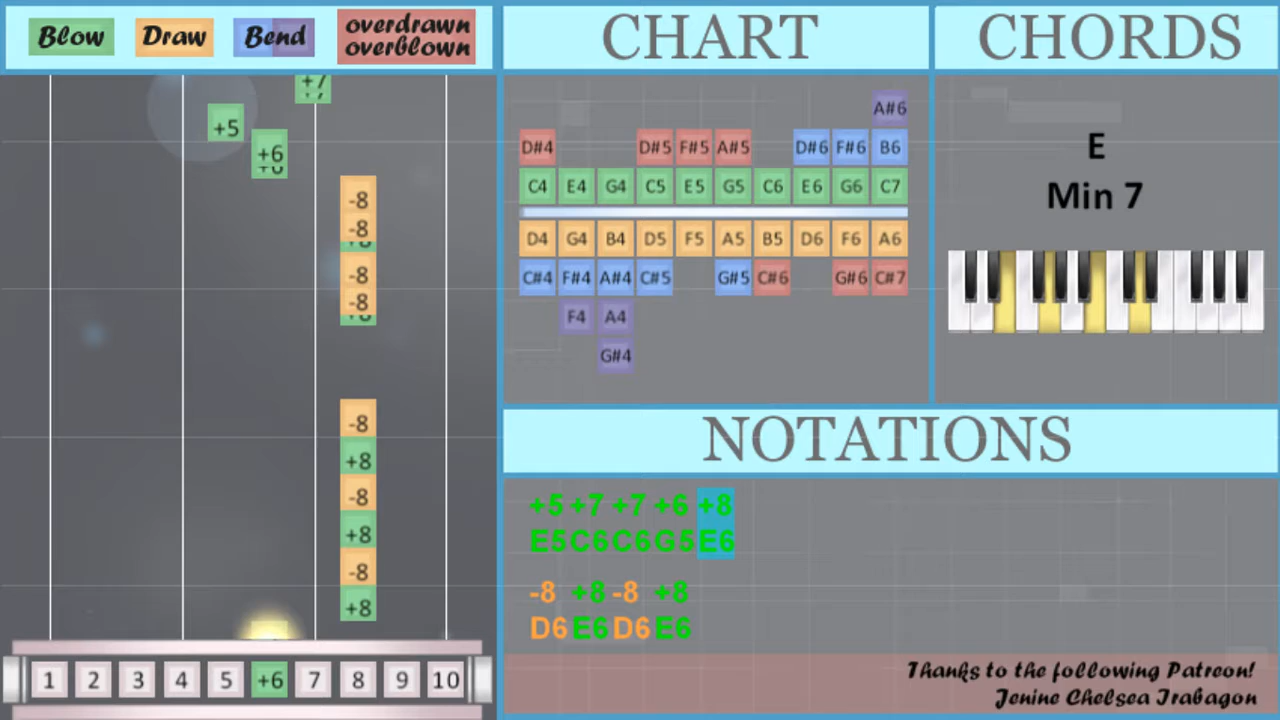 Blow Draw Bend overdrawn overblown
CHART
CHORDS
+7
+5
+6
-8
-8
-8
-8
-8
+8
-8
+8
-8
+8
1 2 3 4 5 +6 7 8 9 10
A#6
D#4 D#5 F#5 A#5 D#6 F#6 B6
C4 E4 G4 C5 E5 G5 C6 E6 G6 C7
D4 G4 B4 D5 F5 A5 B5 D6 F6 A6
C#4 F#4 A#4 C#5 G#5 C#6 G#6 C#7
F4 A4
G#4
E
Min 7
NOTATIONS
+5 +7 +7 +6 +8
E5 C6 C6 G5 E6
-8 +8 -8 +8
D6 E6 D6 E6
Thanks to the following Patreon!
Jenine Chelsea Trabagon